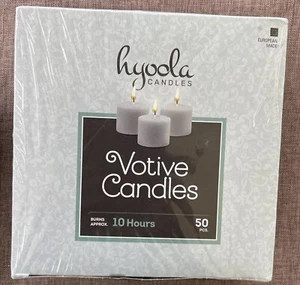 EUROPEAN
MADE
hyoola
CANDLES
Votive
Candles
BURNS
APPROX. 10 Hours
50
PCS.